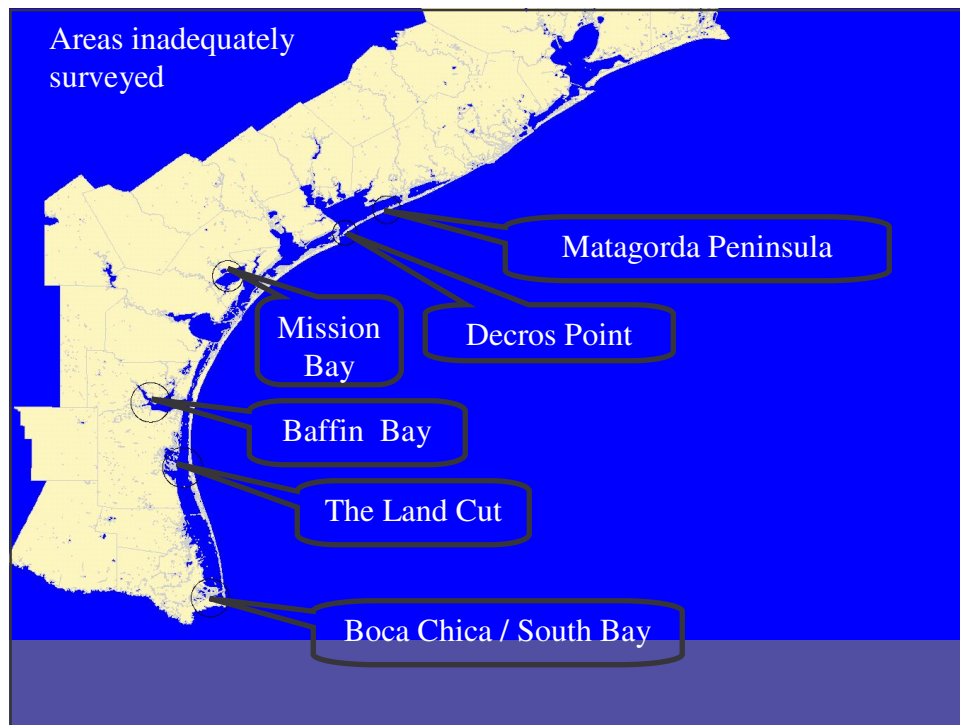 Areas inadequately
surveyed
Matagorda Peninsula
Decros Point
Mission
Bay
Baffin Bay
The Land Cut
Boca Chica / South Bay